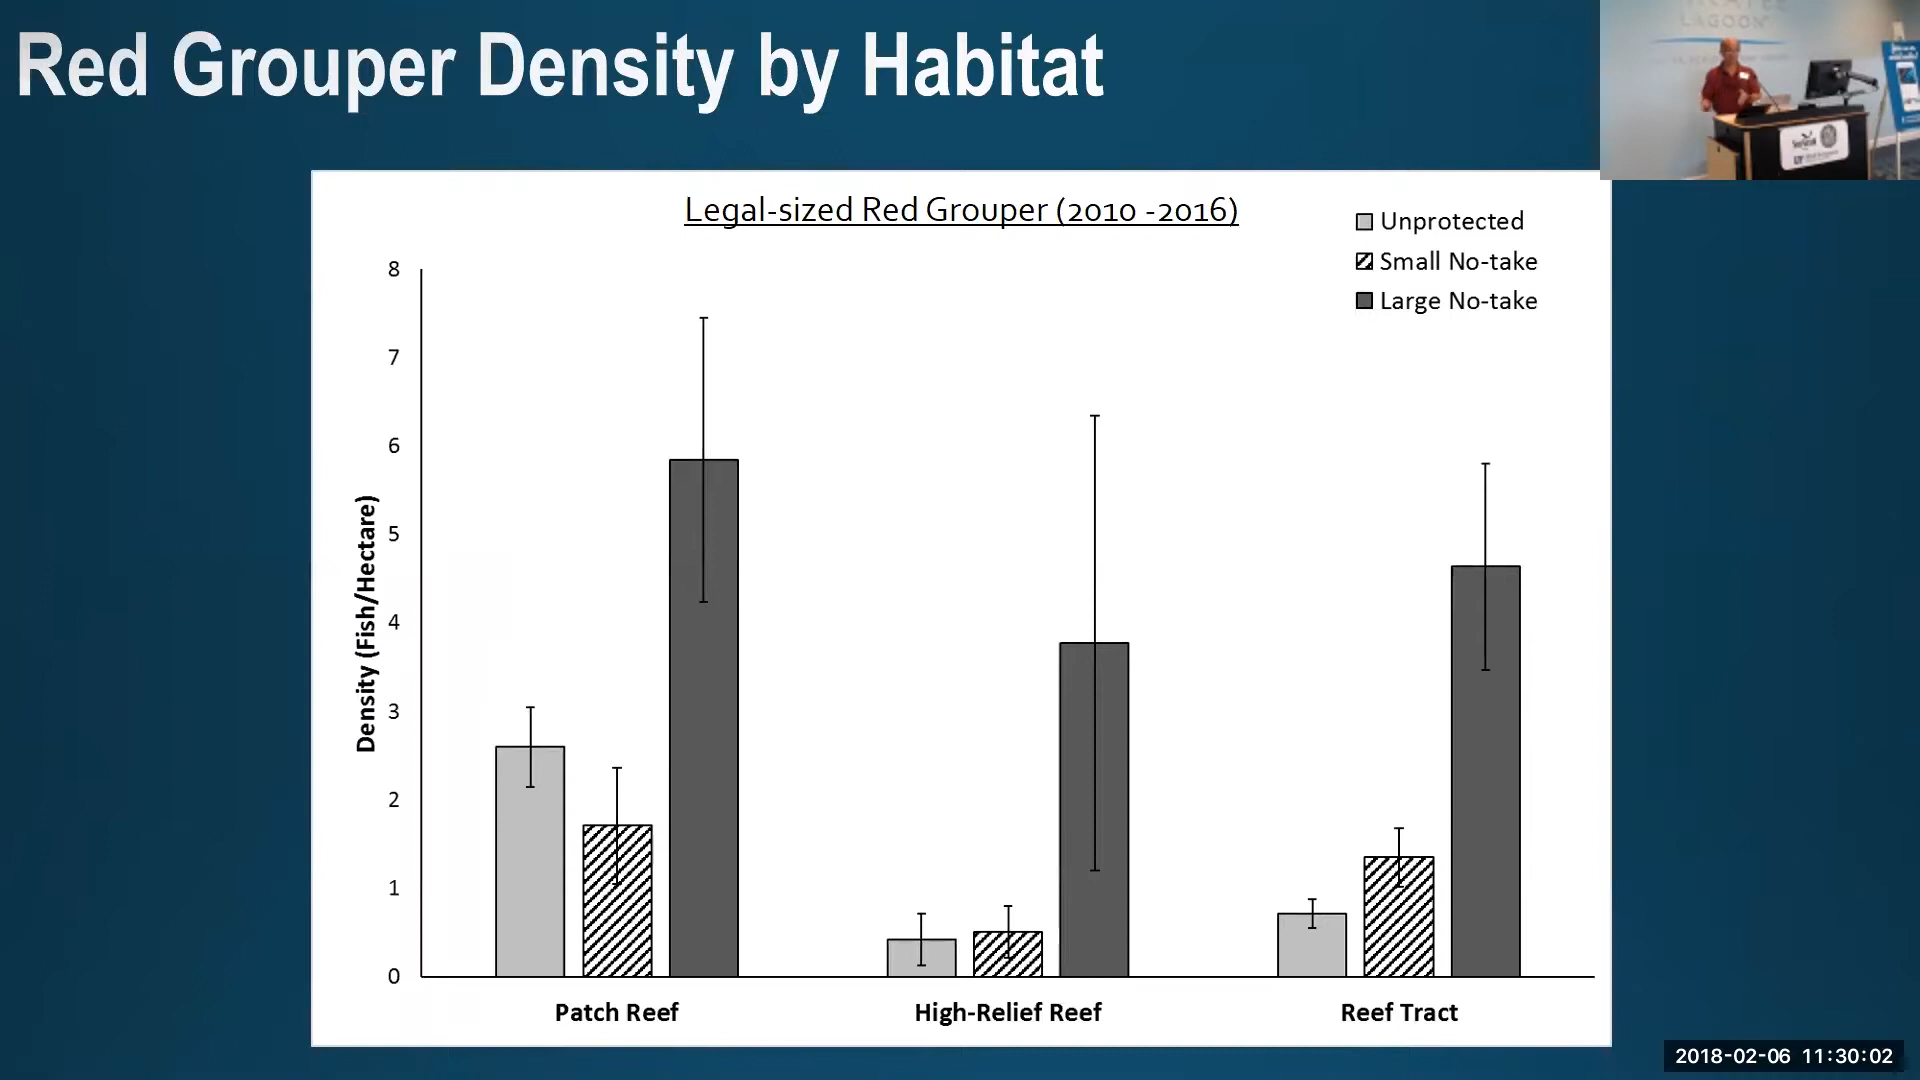 Red Grouper Density by Habitat
LAGOON
Legal-sized Red Grouper (2010 -2016)
Unprotected
Small No-take
Large No-take
8
7
6
5
4
3
2
1
0
Density (Fish/Hectare)
Patch Reef
High-Relief Reef
Reef Tract
2018-02-06 11:30:02